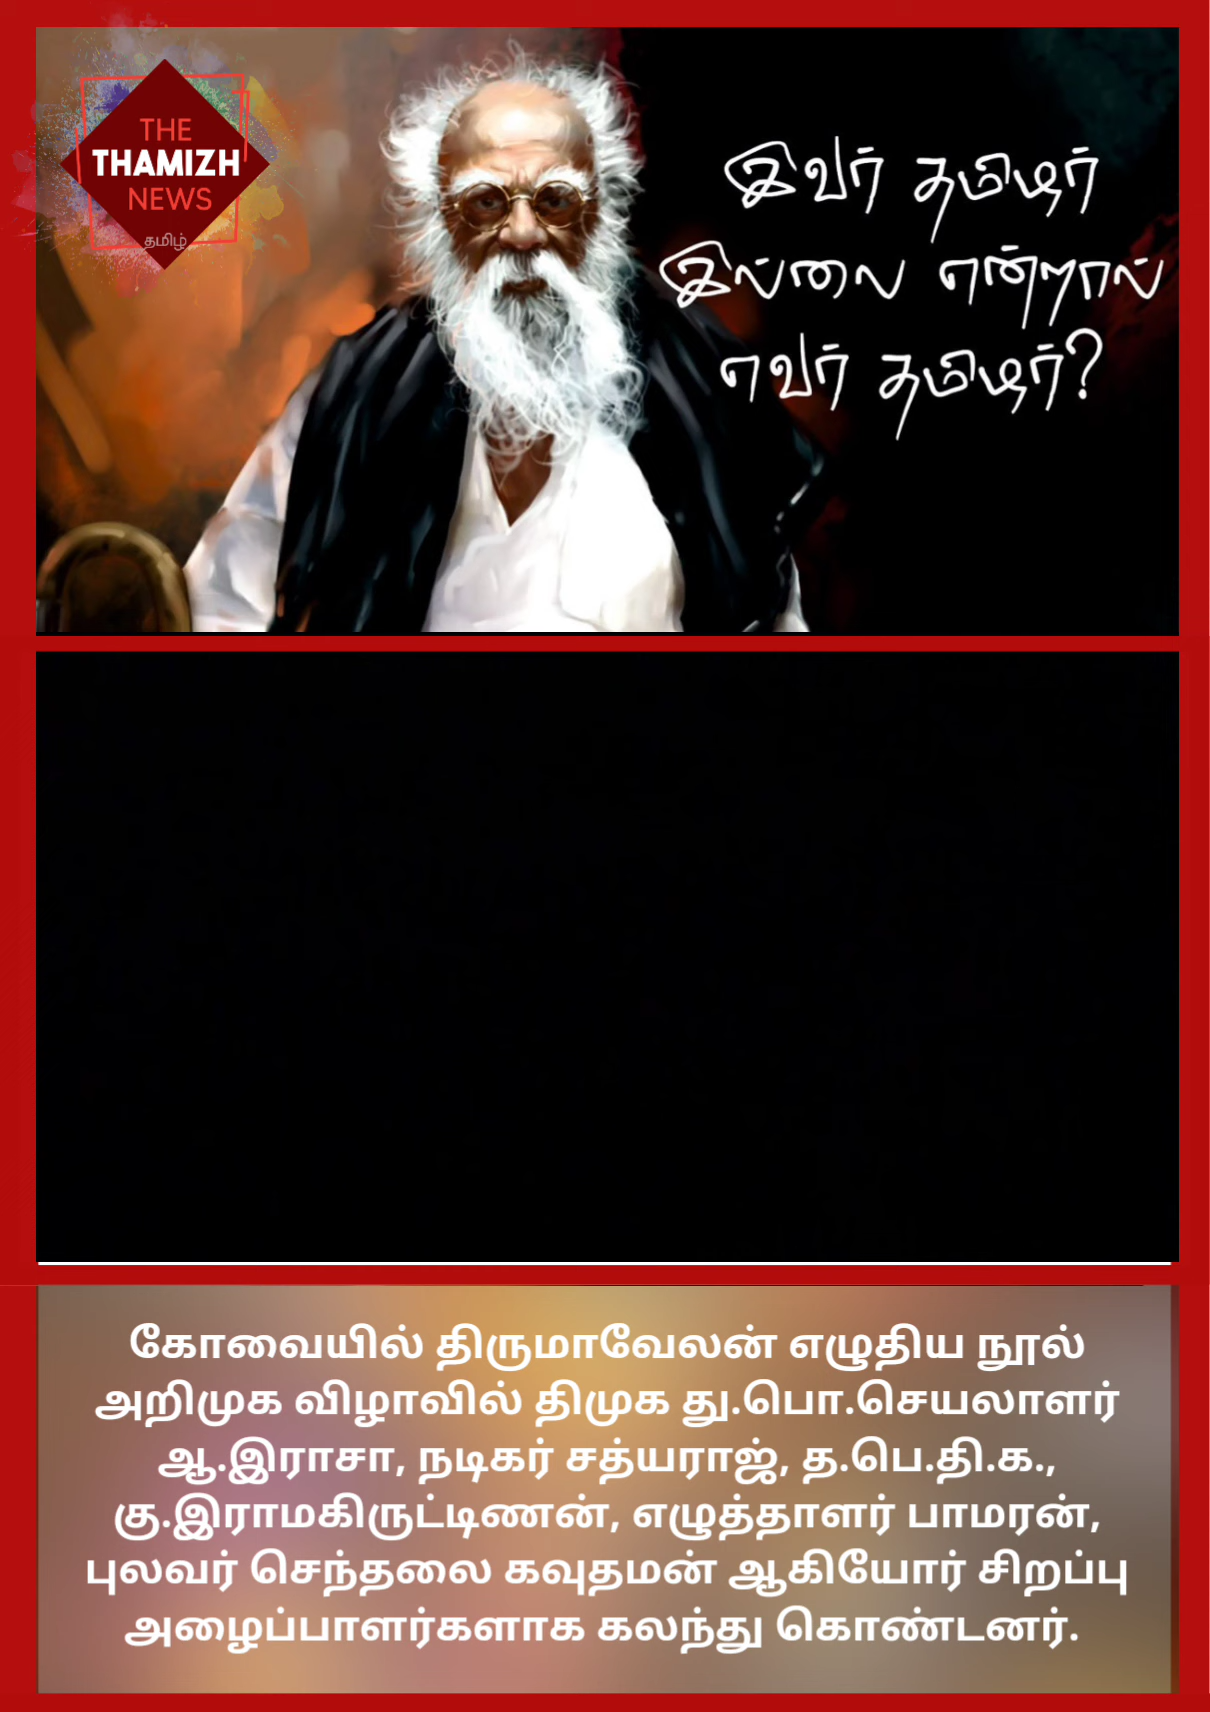 THE
THAMIZH
NEWS
தமிழ்
இவர் தமிழர்
இல்லை என்றால்
எவர் தமிழர்?
கோவையில் திருமாவேலன் எழுதிய நூல்
அறிமுக விழாவில் திமுக து.பொ.செயலாளர்
ஆ.இராசா, நடிகர் சத்யராஜ், த.பெ.தி.க.,
கு.இராமகிருட்டிணன், எழுத்தாளர் பாமரன்,
புலவர் செந்தலை கவுதமன் ஆகியோர் சிறப்பு
அழைப்பாளர்களாக கலந்து கொண்டனர்.